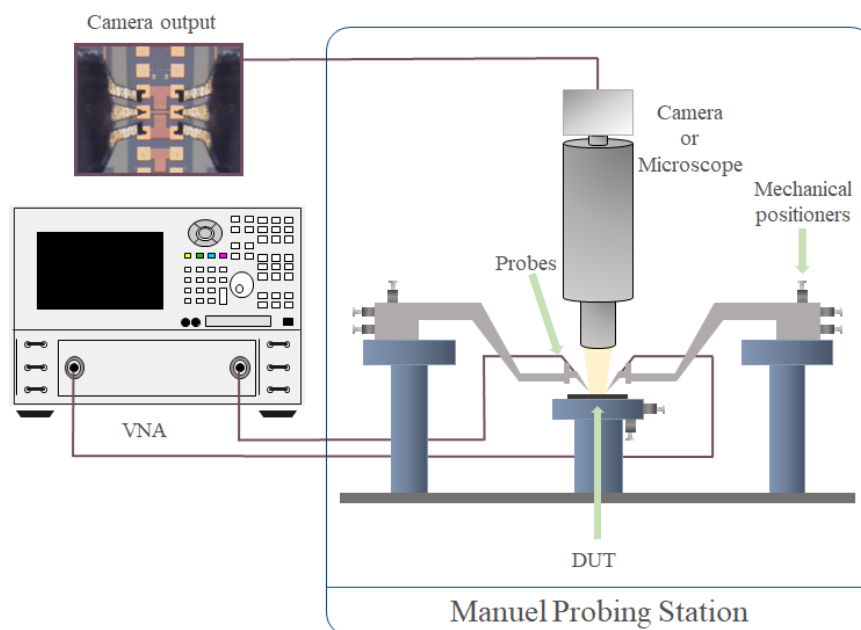 Camera output
Camera
or
Microscope
Mechanical
positioners
Probes
VNA
DUT
Manuel Probing Station